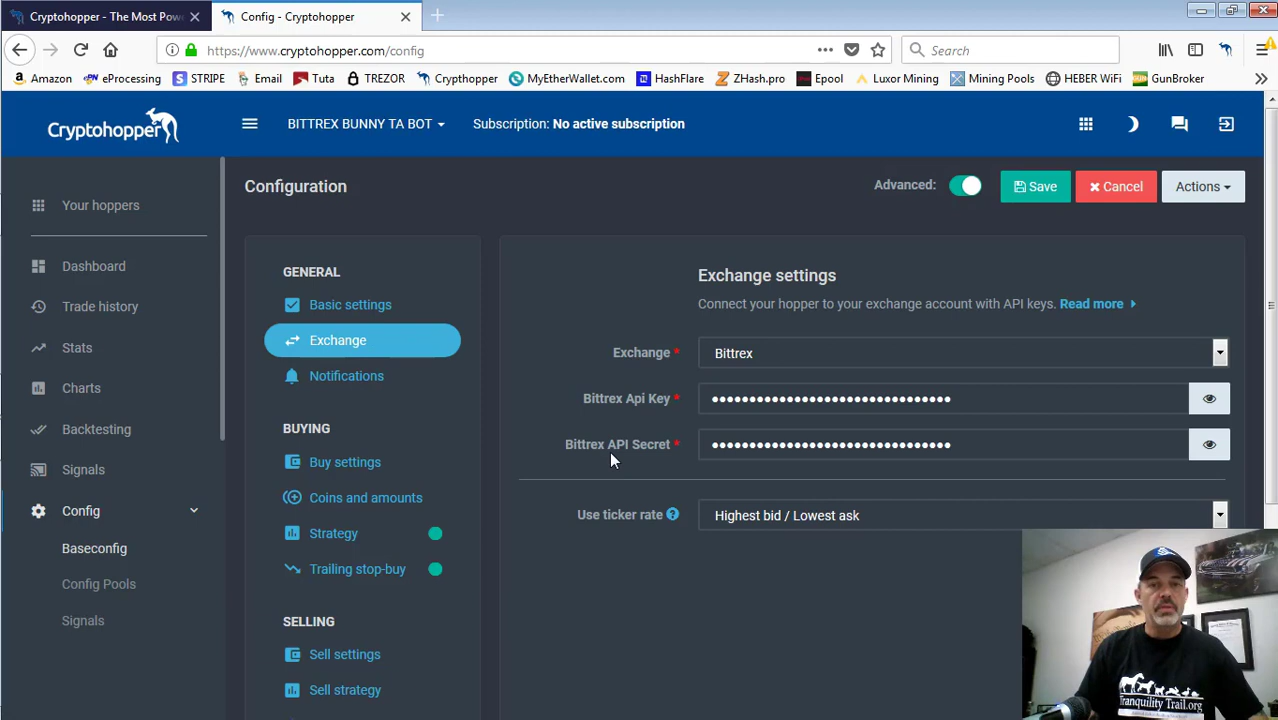 Cryptohopper - The Most Pow
Config - Cryptohopper
https://www.cryptohopper.com/config
Search
Amazon
eProcessing
STRIPE
Email
Tuta
TREZOR
Crypthopper
MyEtherWallet.com
HashFlare
ZHash.pro
Epool
Luxor Mining
Mining Pools
HEBER WiFi
GunBroker
Cryptohopper
BITTREX BUNNY TA BOT
Subscription: No active subscription
Configuration
Advanced:
Save
Cancel
Actions
Your hoppers
Dashboard
Trade history
Stats
Charts
Backtesting
Signals
Config
Baseconfig
Config Pools
Signals
GENERAL
Basic settings
Exchange
Notifications
BUYING
Buy settings
Coins and amounts
Strategy
Trailing stop-buy
SELLING
Sell settings
Sell strategy
Exchange settings
Connect your hopper to your exchange account with API keys. Read more
Exchange *
Bittrex
Bittrex Api Key *
Bittrex API Secret *
Use ticker rate ?
Highest bid / Lowest ask
Tranquility Trail.org